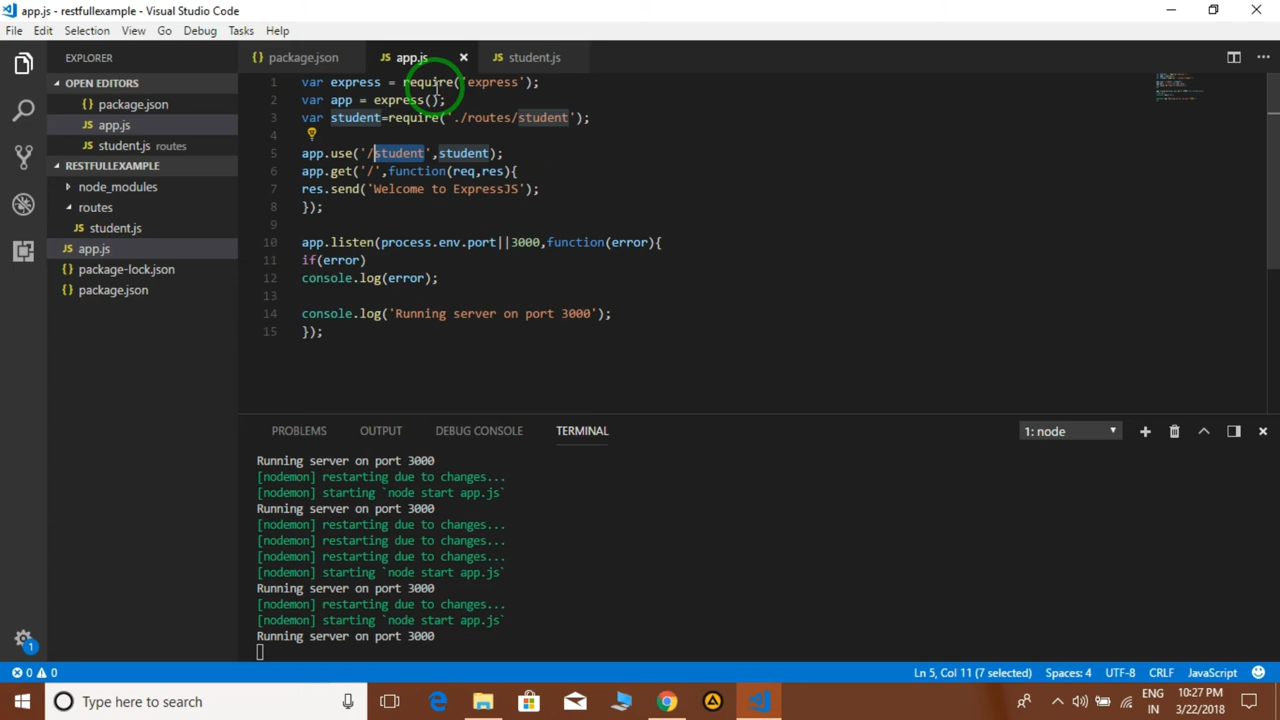 app.js - restfullexample - Visual Studio Code
File Edit Selection View Go Debug Tasks Help
EXPLORER
OPEN EDITORS
{} package.json
JS app.js
JS student.js routes
RESTFULLEXAMPLE
node_modules
routes
JS student.js
JS app.js
{} package-lock.json
{} package.json
1
{} package.json JS app.js JS student.js
1 var express = require('express');
2 var app = express();
3 var student=require('./routes/student');
4
5 app.use('/student',student);
6 app.get('/',function(req,res){
7 res.send('Welcome to ExpressJS');
8 });
9
10 app.listen(process.env.port||3000,function(error){
11 if(error)
12 console.log(error);
13
14 console.log('Running server on port 3000');
15 });
PROBLEMS OUTPUT DEBUG CONSOLE TERMINAL 1: node
Running server on port 3000
[nodemon] restarting due to changes...
[nodemon] starting `node start app.js`
Running server on port 3000
[nodemon] restarting due to changes...
[nodemon] restarting due to changes...
[nodemon] restarting due to changes...
[nodemon] starting `node start app.js`
Running server on port 3000
[nodemon] restarting due to changes...
[nodemon] starting `node start app.js`
Running server on port 3000
0 0 Ln 5, Col 11 (7 selected) Spaces: 4 UTF-8 CRLF JavaScript
Type here to search
ENG
IN
10:27 PM
3/22/2018